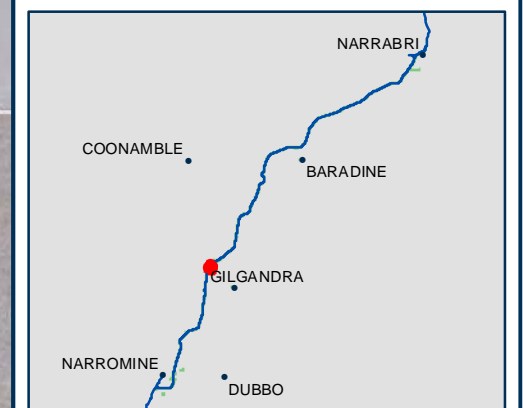 NARRABRI
COONAMBLE
BARADINE
GILGANDRA
NARROMINE
DUBBO